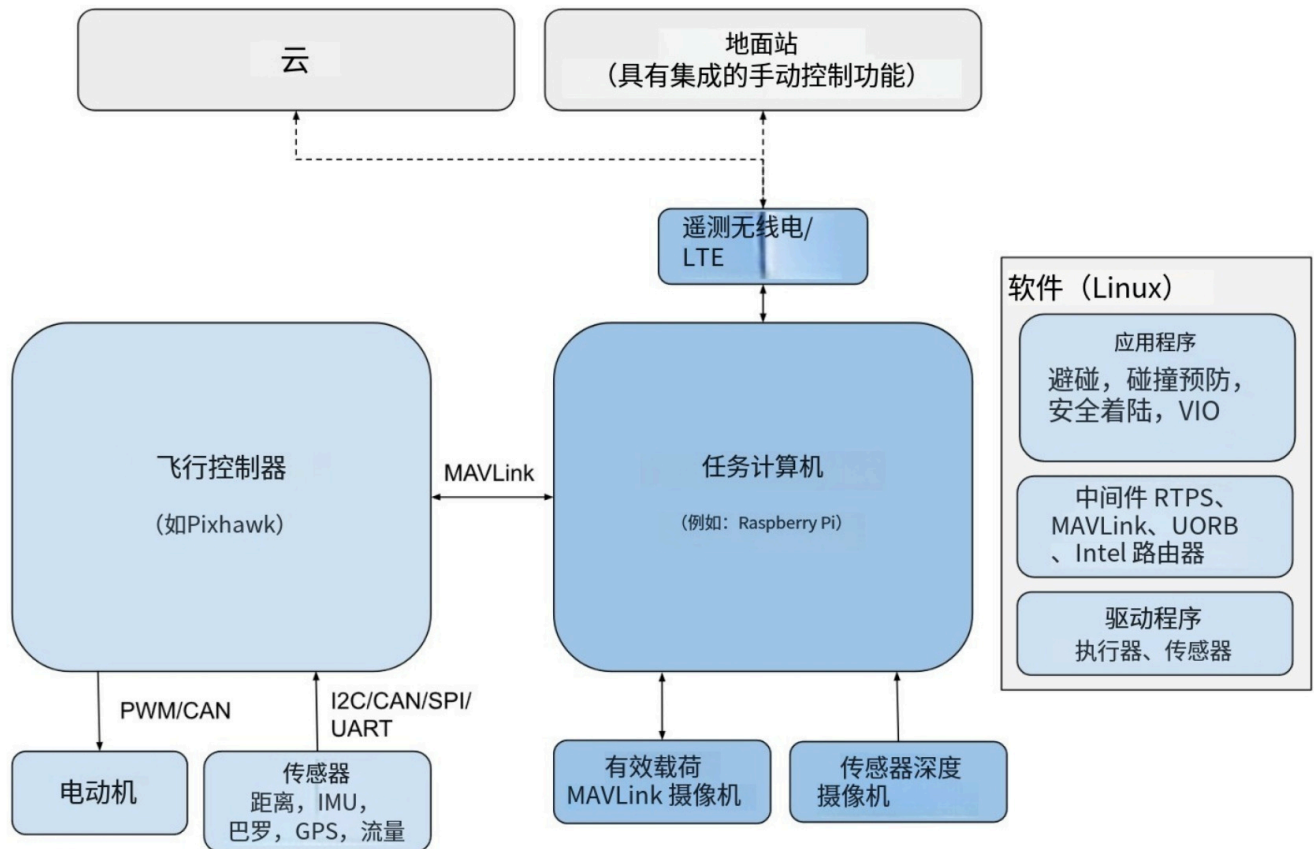 云
地面站
（具有集成的手动控制功能）
遥测无线电/
LTE
软件（Linux）
应用程序
避碰，碰撞预防，
安全着陆，VIO
飞行控制器
（如Pixhawk）
MAVLink
任务计算机
（例如：Raspberry Pi）
中间件 RTPS、
MAVLink、UORB
、Intel 路由器
驱动程序
执行器、传感器
PWM/CAN
I2C/CAN/SPI/
UART
电动机
传感器
距离，IMU，
巴罗，GPS，流量
有效载荷
MAVLink 摄像机
传感器深度
摄像机